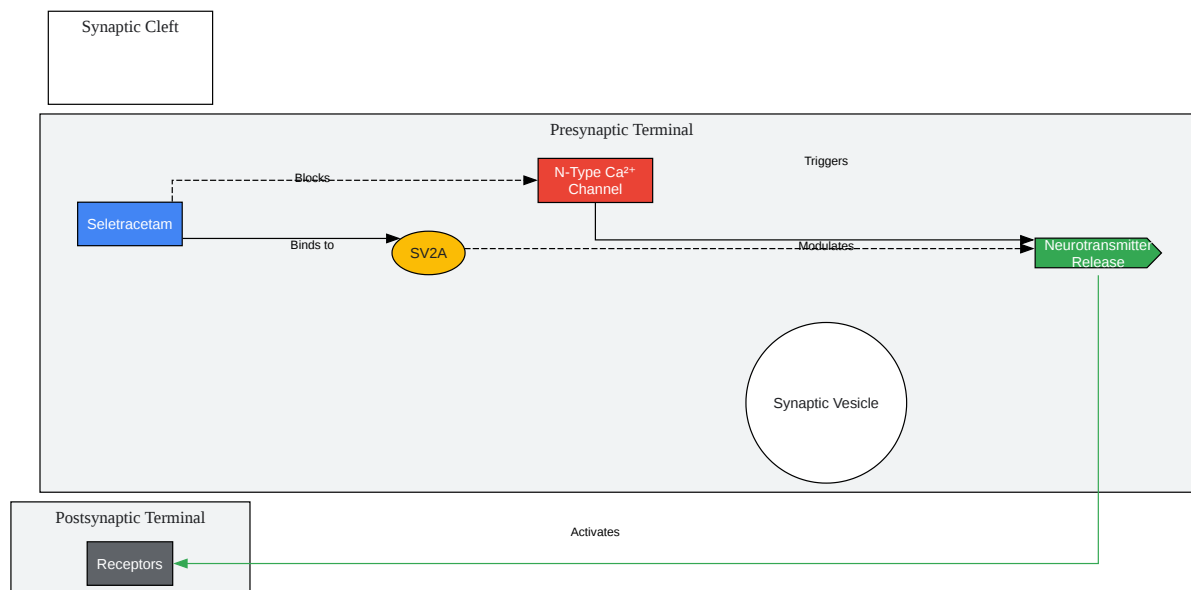 Synaptic Cleft
Presynaptic Terminal
Triggers
Blocks
N-Type Ca²⁺
Channel
Seletracetam
Binds to
SV2A
Modulates
Neurotransmitter
Release
Synaptic Vesicle
Postsynaptic Terminal
Activates
Receptors